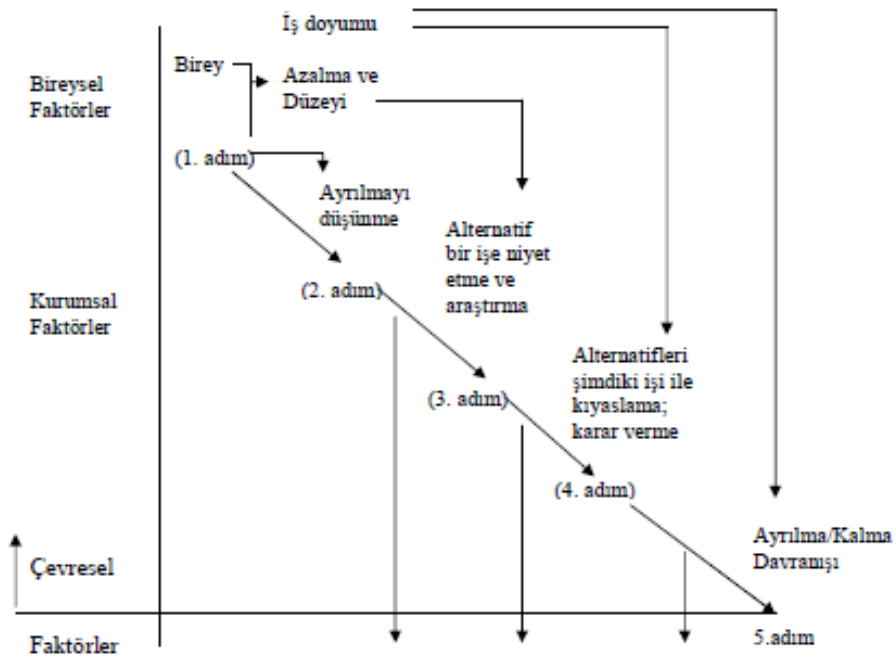 İş doyumu
Birey
Bireysel
Faktörler
Azalma ve
Düzeyi
(1. adım)
Ayrılmayı
düşünme
Alternatif
bir işe niyet
etme ve
araştırma
Kurumsal
Faktörler
(2. adım)
Alternatifleri
şimdiki işi ile
kıyaslama;
karar verme
(3. adım)
(4. adım)
Ayrılma/Kalma
Davranışı
Çevresel
Faktörler
5.adım